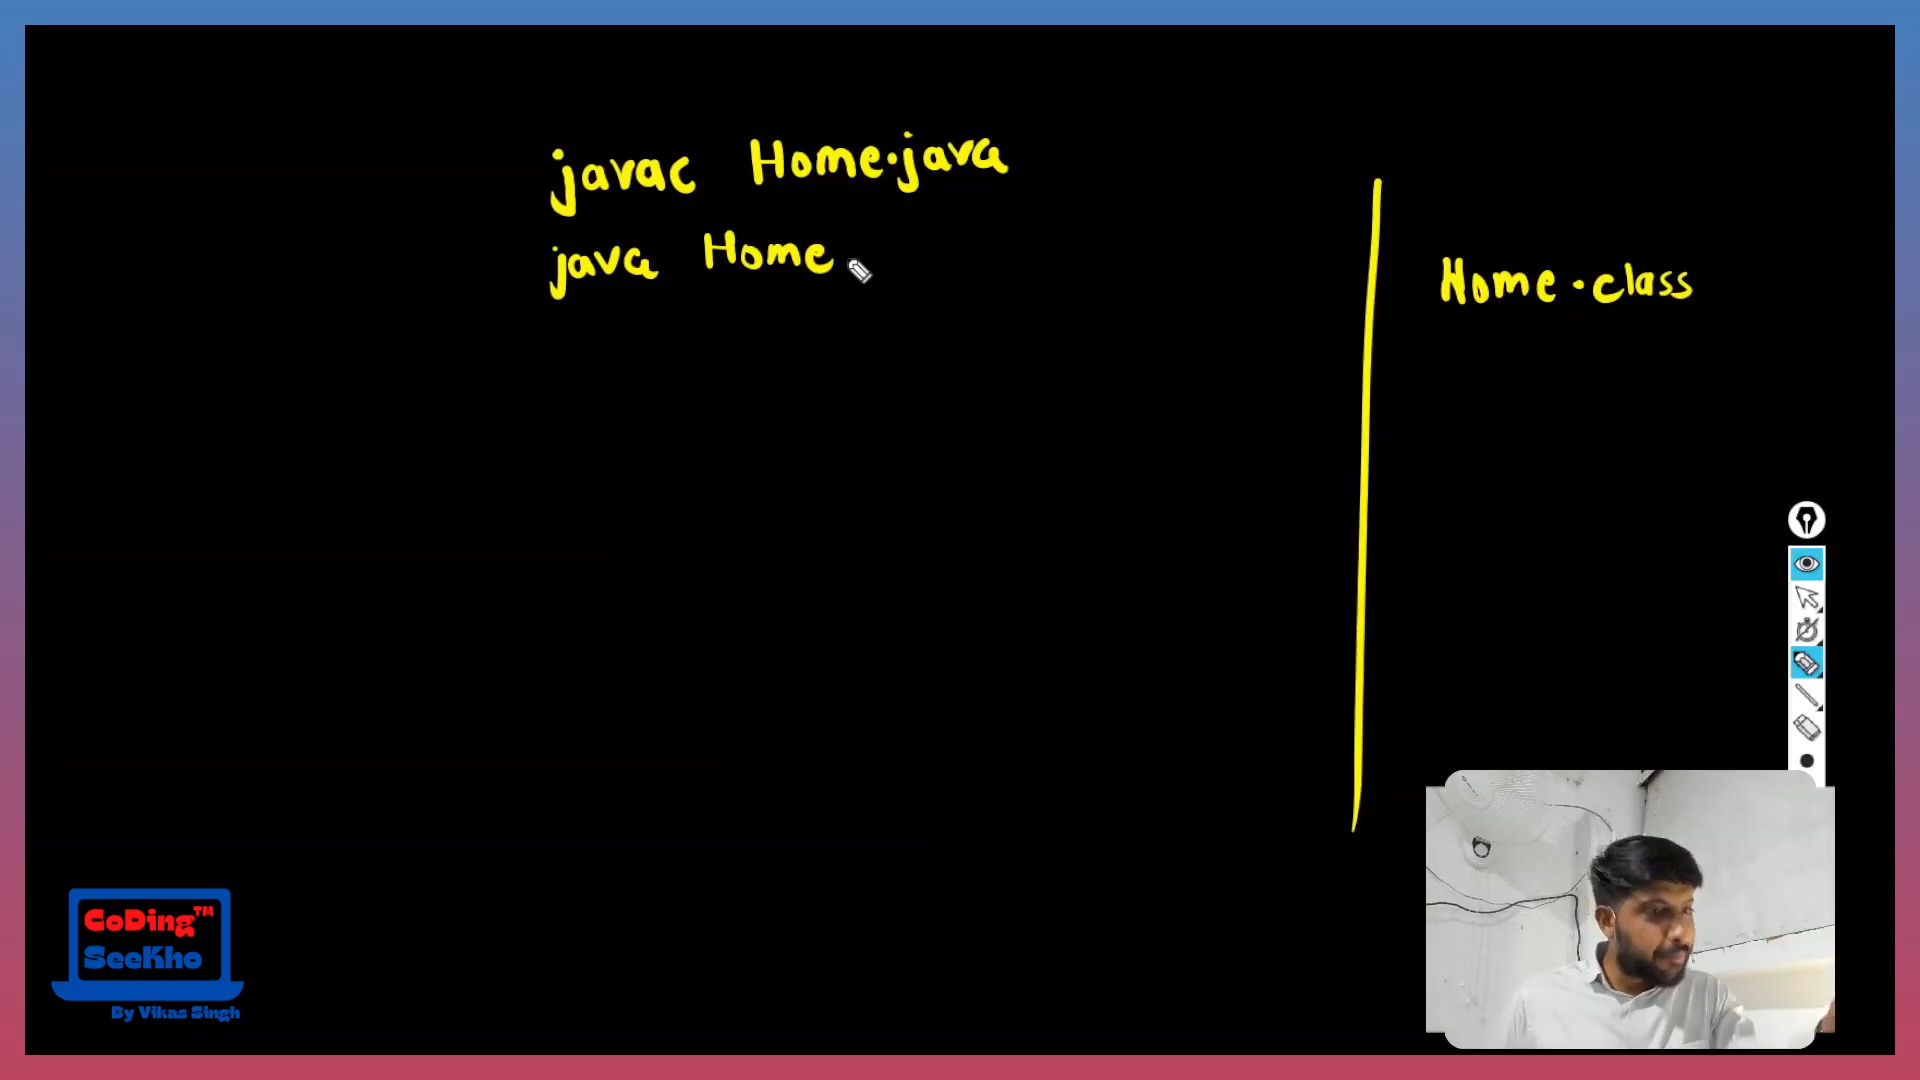 javac Home.java
java Home
Home.class
CoDing™
SeeKho
By Vikas Singh